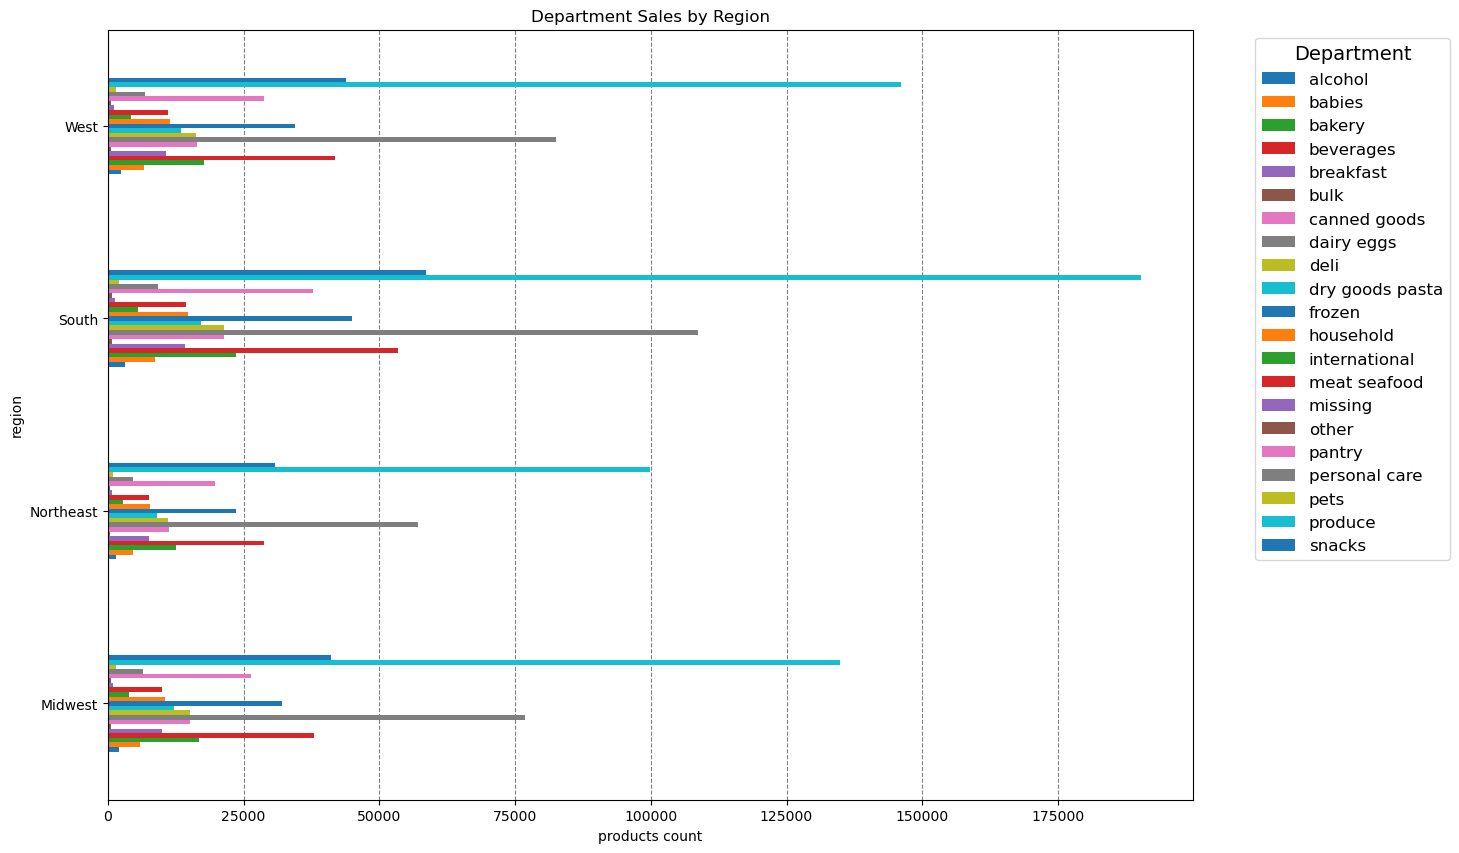 Department Sales by Region
West
South
Northeast
Midwest
region
0 25000 50000 75000 100000 125000 150000 175000
products count
Department
alcohol
babies
bakery
beverages
breakfast
bulk
canned goods
dairy eggs
deli
dry goods pasta
frozen
household
international
meat seafood
missing
other
pantry
personal care
pets
produce
snacks